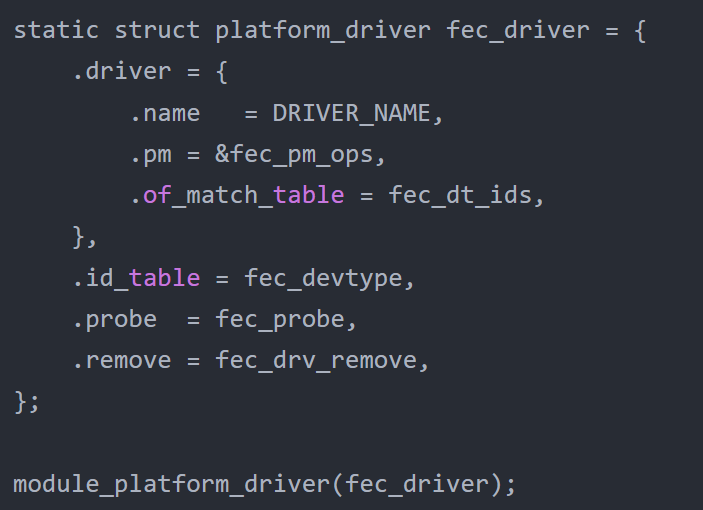 static struct platform_driver fec_driver = {
    .driver = {
        .name   = DRIVER_NAME,
        .pm = &fec_pm_ops,
        .of_match_table = fec_dt_ids,
    },
    .id_table = fec_devtype,
    .probe  = fec_probe,
    .remove = fec_drv_remove,
};

module_platform_driver(fec_driver);